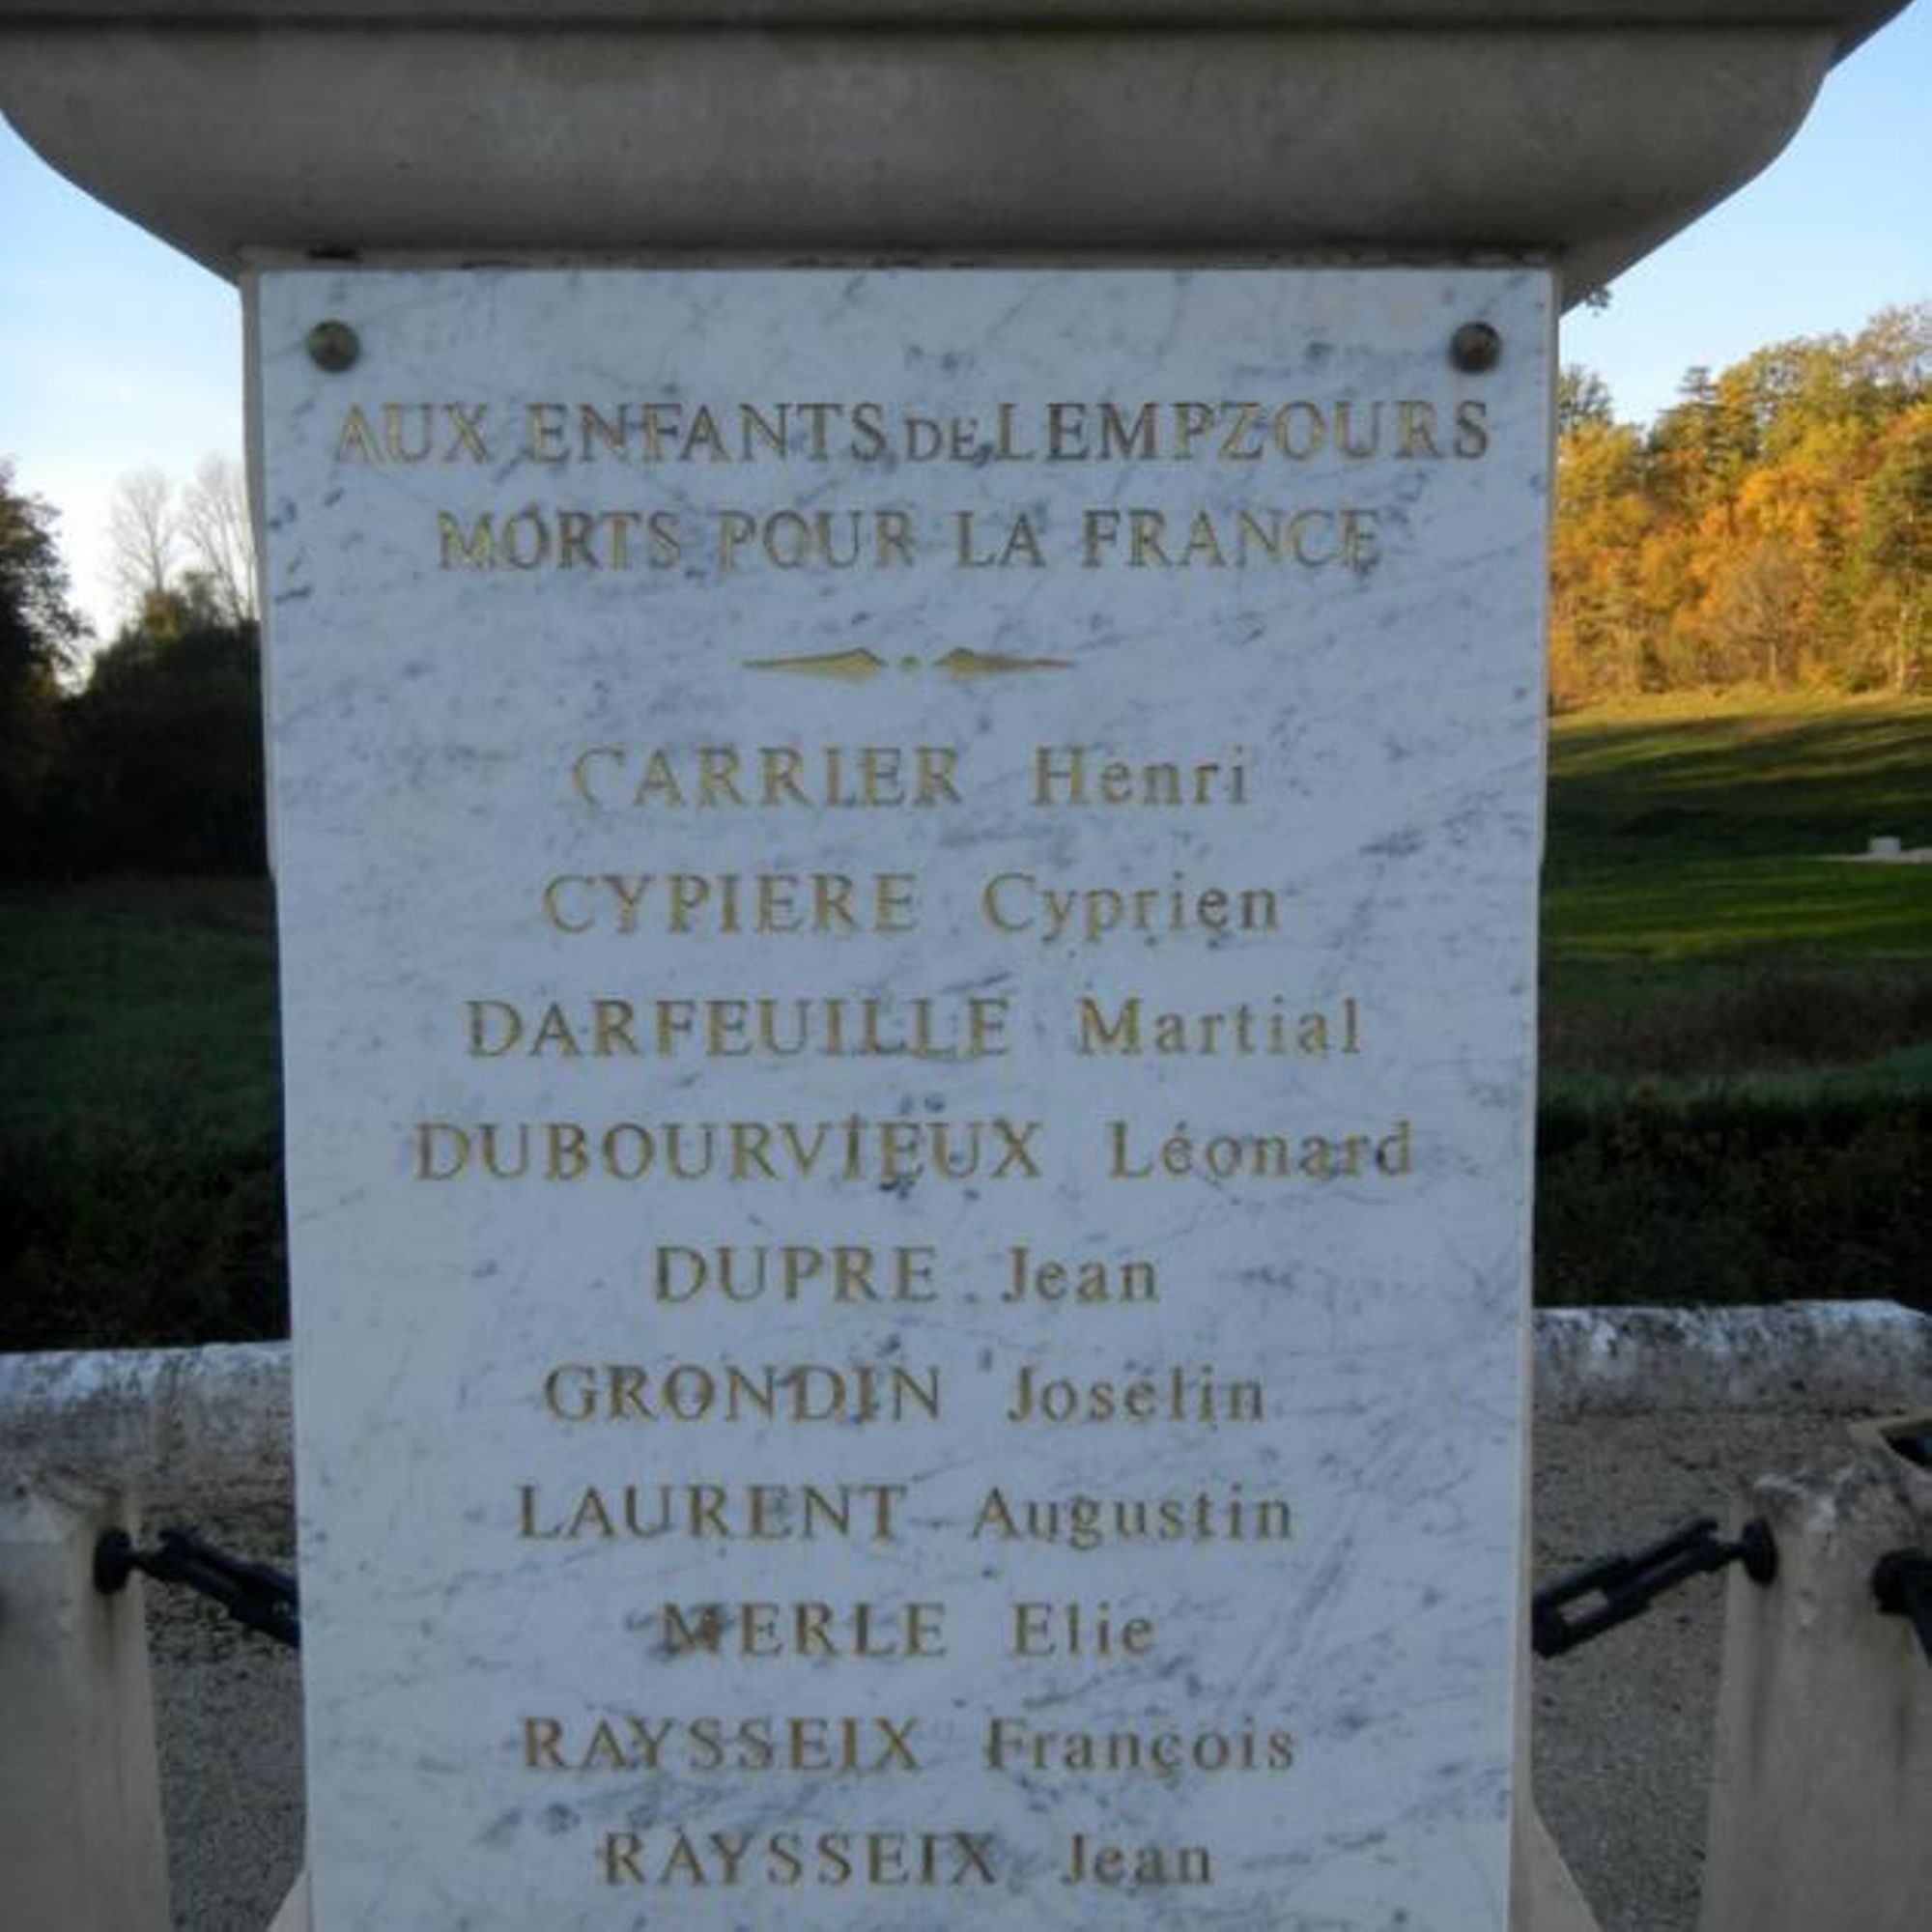 AUX ENFANTS DE LEMPZOURS
MORTS POUR LA FRANCE
CARRIER Henri
CYPIERE Cyprien
DARFEUILLE Martial
DUBOURVIEUX Léonard
DUPRE Jean
GRONDIN Joselin
LAURENT Augustin
MERLE Elie
RAYSSEIX François
RAYSSEIX Jean